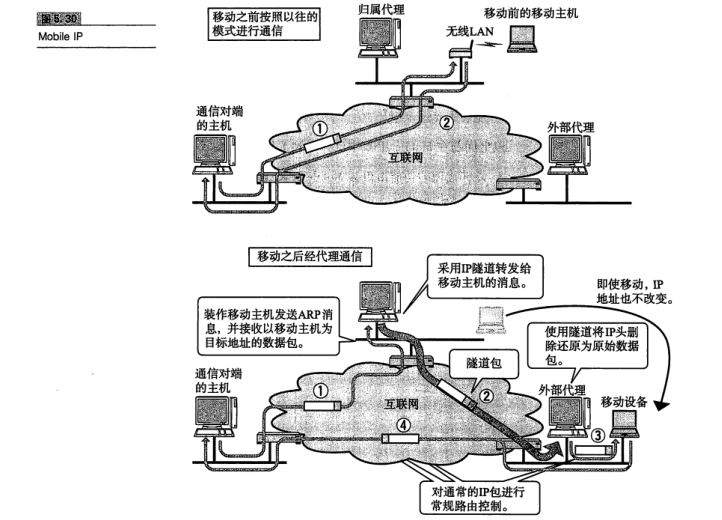 图 5.30
Mobile IP
移动之前按照以往的
模式进行通信
归属代理
移动前的移动主机
无线LAN
通信对端
的主机
①
②
互联网
外部代理
移动之后经代理通信
采用IP隧道转发给
移动主机的消息。
即使移动，IP
地址也不改变。
装作移动主机发送ARP消
息，并接收以移动主机为
目标地址的数据包。
使用隧道将IP头删
除还原为原始数据
包。
隧道包
通信对端
的主机
①
②
互联网
外部代理
移动设备
③
④
对通常的IP包进行
常规路由控制。